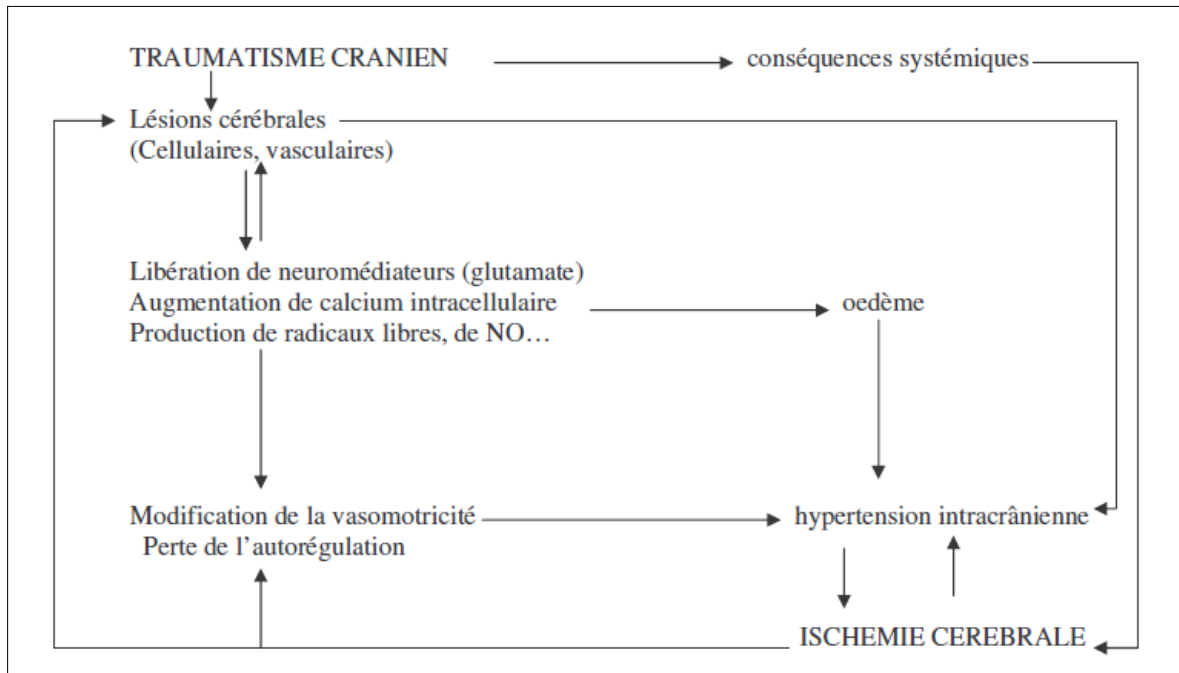 TRAUMATISME CRANIEN
conséquences systémiques
Lésions cérébrales
(Cellulaires, vasculaires)
Libération de neuromédiateurs (glutamate)
Augmentation de calcium intracellulaire
oedème
Production de radicaux libres, de NO…
Modification de la vasomotricité
hypertension intracrânienne
Perte de l’autorégulation
ISCHEMIE CEREBRALE